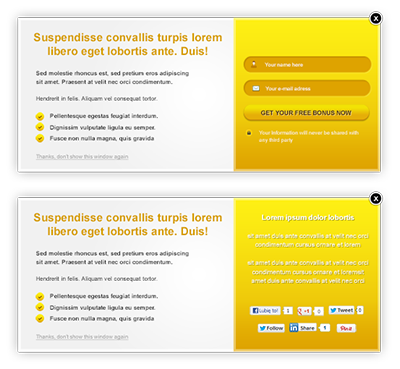 X
Suspendisse convallis turpis lorem
libero eget lobortis ante. Duis!
Sed molestie rhoncus est, sed pretium eros adipiscing
sit amet. Praesent at velit nec orci condimentum.
Hendrerit in felis. Aliquam vel consequat tortor.
Pellentesque egestas feugiat interdum.
Dignissim vulputate ligula eu semper.
Fusce non nulla magna, quis gravida
Thanks, don't show this window again
Your name here
Your e-mail adress
GET YOUR FREE BONUS NOW
Your information will never be shared with
any third party
X
Suspendisse convallis turpis lorem
libero eget lobortis ante. Duis!
Sed molestie rhoncus est, sed pretium eros adipiscing
sit amet. Praesent at velit nec orci condimentum.
Hendrerit in felis. Aliquam vel consequat tortor.
Pellentesque egestas feugiat interdum.
Dignissim vulputate ligula eu semper.
Fusce non nulla magna, quis gravida
Thanks, don't show this window again
Lorem ipsum dolor lobortis
sit amet duis ante convallis at velit nec orci
condimentum cursus ornare et lorem
sit amet duis ante convallis at velit nec orci
condimentum cursus ornare et loremsit
amet duis ante convallis at velit nec orci
Lubię to! 1 +1 0 Tweet 0
Follow Share 1 Pin it